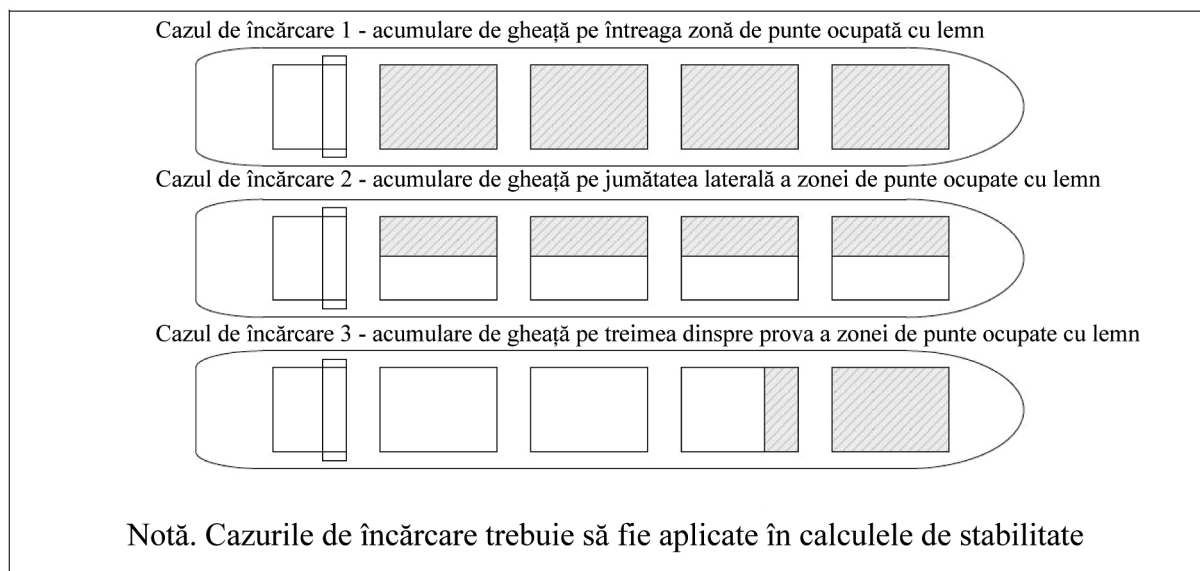 Cazul de încărcare 1 - acumulare de gheață pe întreaga zonă de punte ocupată cu lemn
Cazul de încărcare 2 - acumulare de gheață pe jumătatea laterală a zonei de punte ocupate cu lemn
Cazul de încărcare 3 - acumulare de gheață pe treimea dinspre prova a zonei de punte ocupate cu lemn
Notă. Cazurile de încărcare trebuie să fie aplicate în calculele de stabilitate